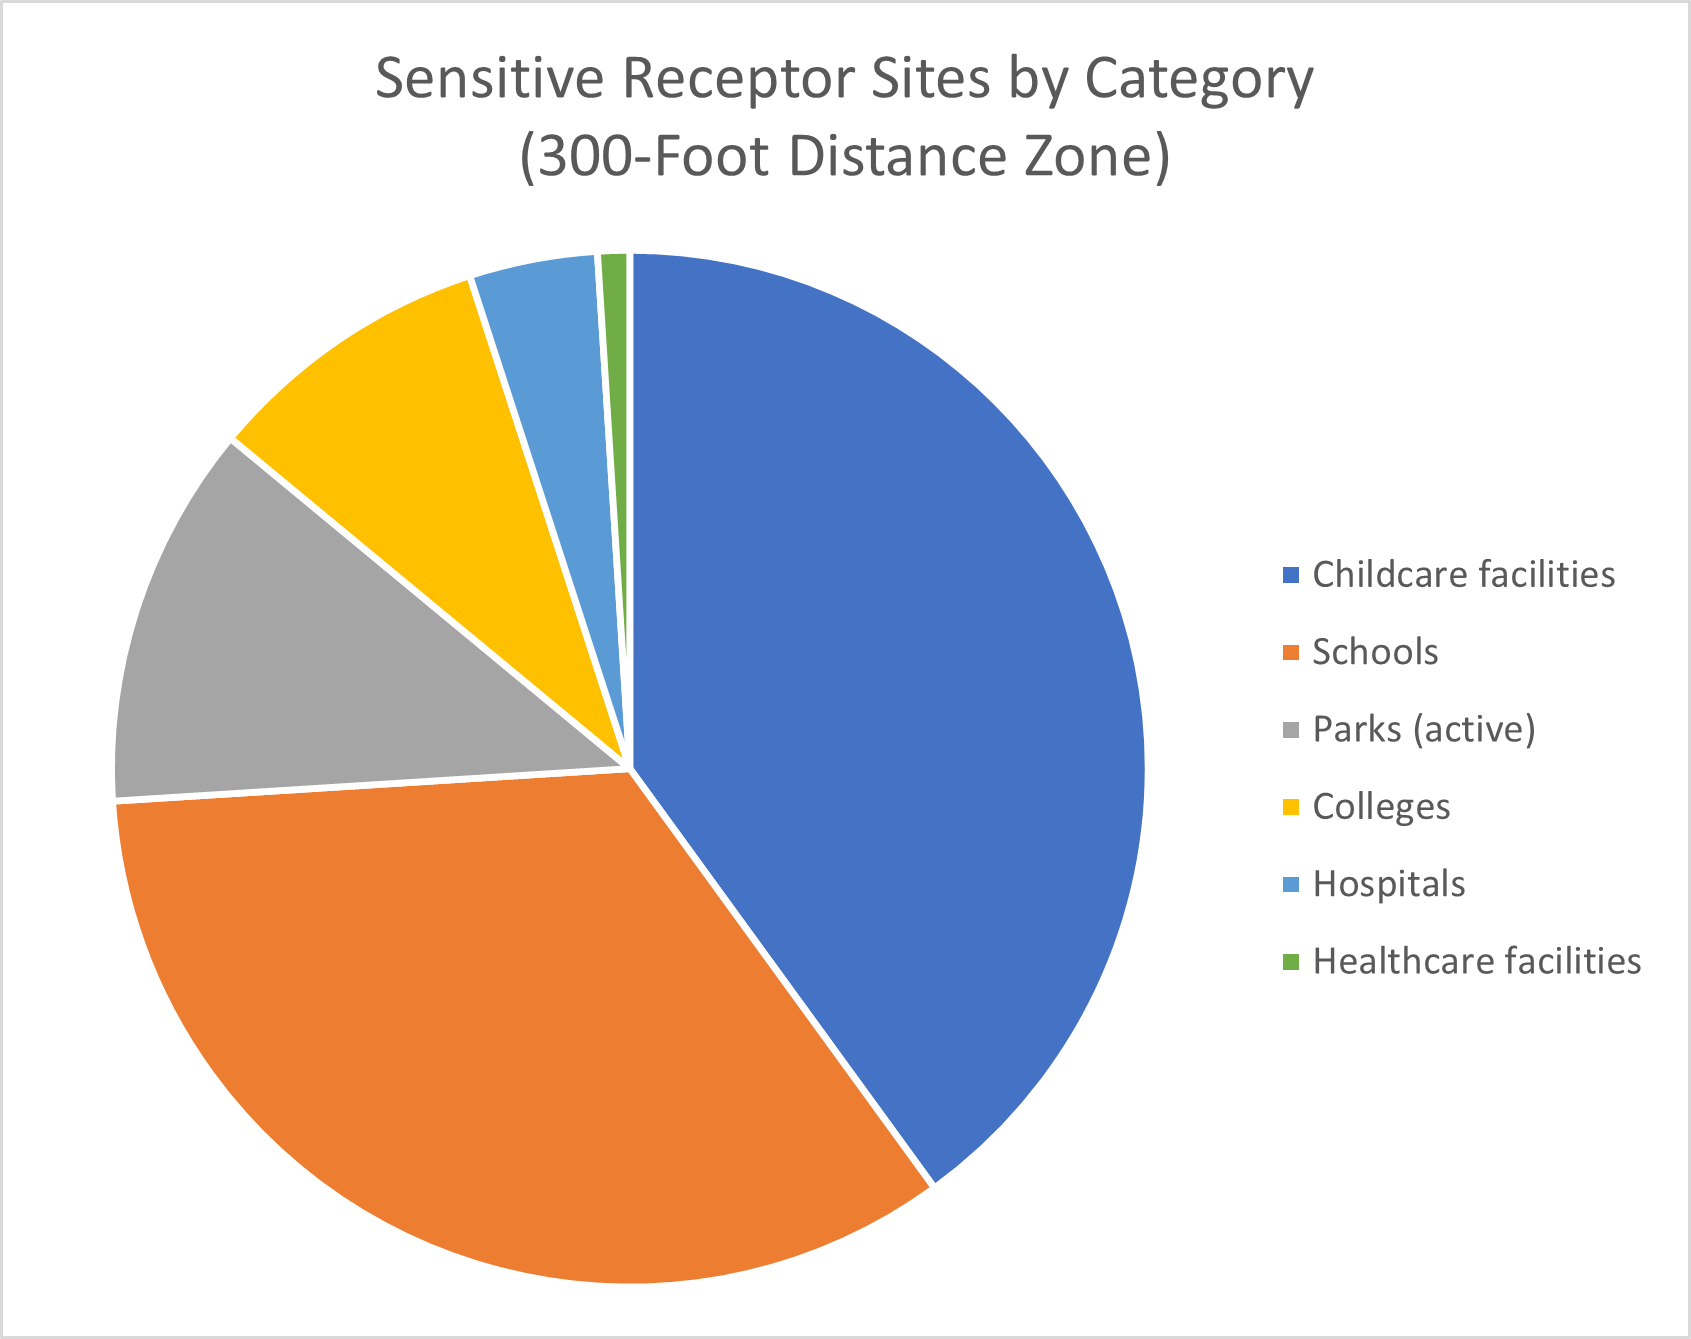 Sensitive Receptor Sites by Category
(300-Foot Distance Zone)
Childcare facilities
Schools
Parks (active)
Colleges
Hospitals
Healthcare facilities